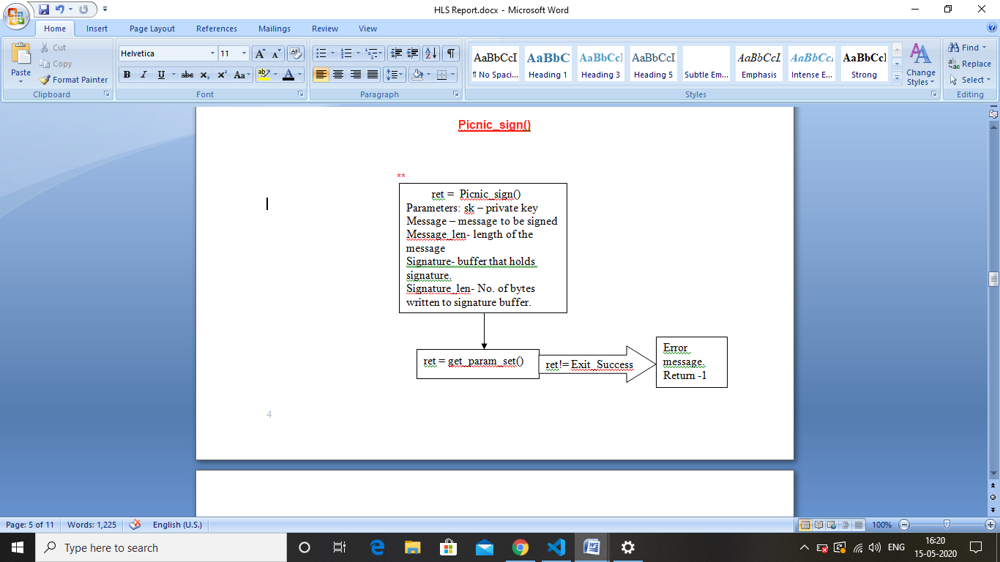 HLS Report.docx - Microsoft Word
Home
Insert
Page Layout
References
Mailings
Review
View
Paste
Cut
Copy
Format Painter
Clipboard
Helvetica
11
Font
Paragraph
AaBbCcI
¶ No Spaci...
AaBbC
Heading 1
AaBbCcI
Heading 3
AaBbCcI
Heading 5
Subtle Em...
AaBbCcI
Emphasis
AaBbCcI
Intense E...
AaBbCcI
Strong
Change
Styles
Styles
Find
Replace
Select
Editing
Picnic_sign()
**
ret = Picnic_sign()
Parameters: sk – private key
Message – message to be signed
Message_len- length of the
message
Signature- buffer that holds
signature.
Signature_len- No. of bytes
written to signature buffer.
ret = get_param_set()
ret!= Exit_Success
Error
message.
Return -1
4
Page: 5 of 11
Words: 1,225
English (U.S.)
100%
Type here to search
ENG
16:20
15-05-2020